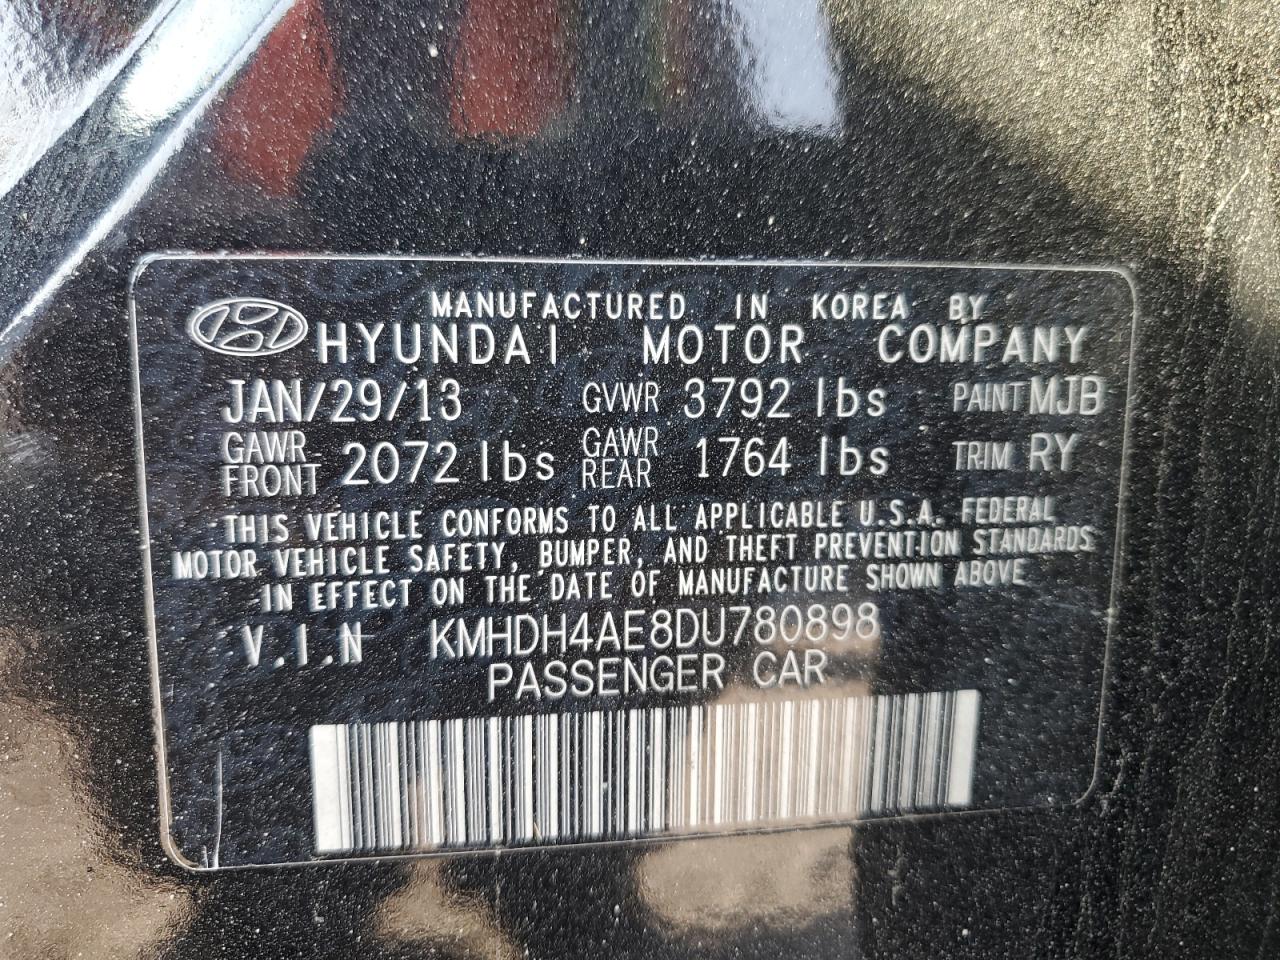 MANUFACTURED IN KOREA BY
HYUNDAI MOTOR COMPANY
JAN/29/13 GVWR 3792 lbs PAINT MJB
GAWR FRONT 2072 lbs GAWR REAR 1764 lbs TRIM RY
THIS VEHICLE CONFORMS TO ALL APPLICABLE U.S.A. FEDERAL
MOTOR VEHICLE SAFETY, BUMPER, AND THEFT PREVENTION STANDARDS
IN EFFECT ON THE DATE OF MANUFACTURE SHOWN ABOVE
V.I.N KMHDH4AE8DU780898
PASSENGER CAR